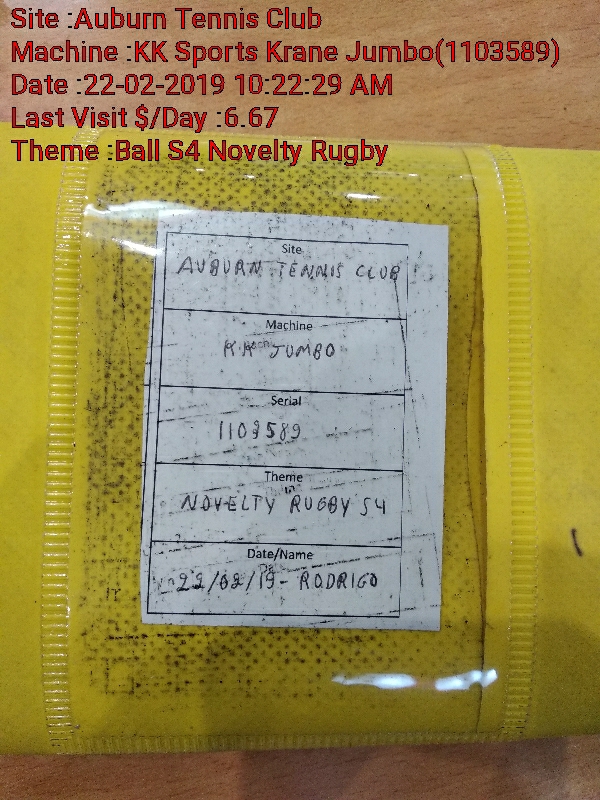 Site :Auburn Tennis Club
Machine :KK Sports Krane Jumbo(1103589)
Date :22-02-2019 10:22:29 AM
Last Visit $/Day :6.67
Theme :Ball S4 Novelty Rugby
Site
AUBURN TENNIS CLUB
Machine
KK JUMBO
Serial
1103589
Theme
NOVELTY RUGBY S4
Date/Name
22/02/19- RODRIGO